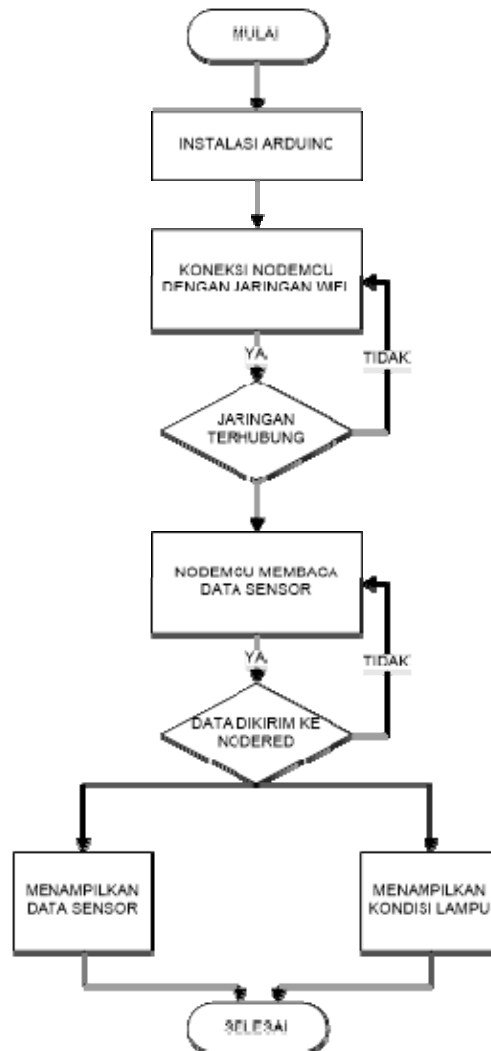 MULAI
INSTALASI ARDUINO
KONEKSI NODEMCU
DENGAN JARINGAN WIFI
YA
TIDAK
JARINGAN
TERHUBUNG
NODEMCU MEMBACA
DATA SENSOR
YA
TIDAK
DATA DIKIRIM KE
NODERED
MENAMPILKAN
DATA SENSOR
MENAMPILKAN
KONDISI LAMPU
SELESAI